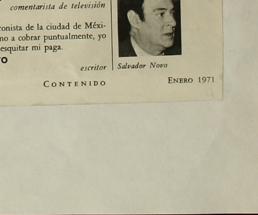 comentarista de televisión
onista de la ciudad de Méxi-
no a cobrar puntualmente, yo
esquitar mi paga.
escritor
Salvador Novo
CONTENIDO
ENERO 1971